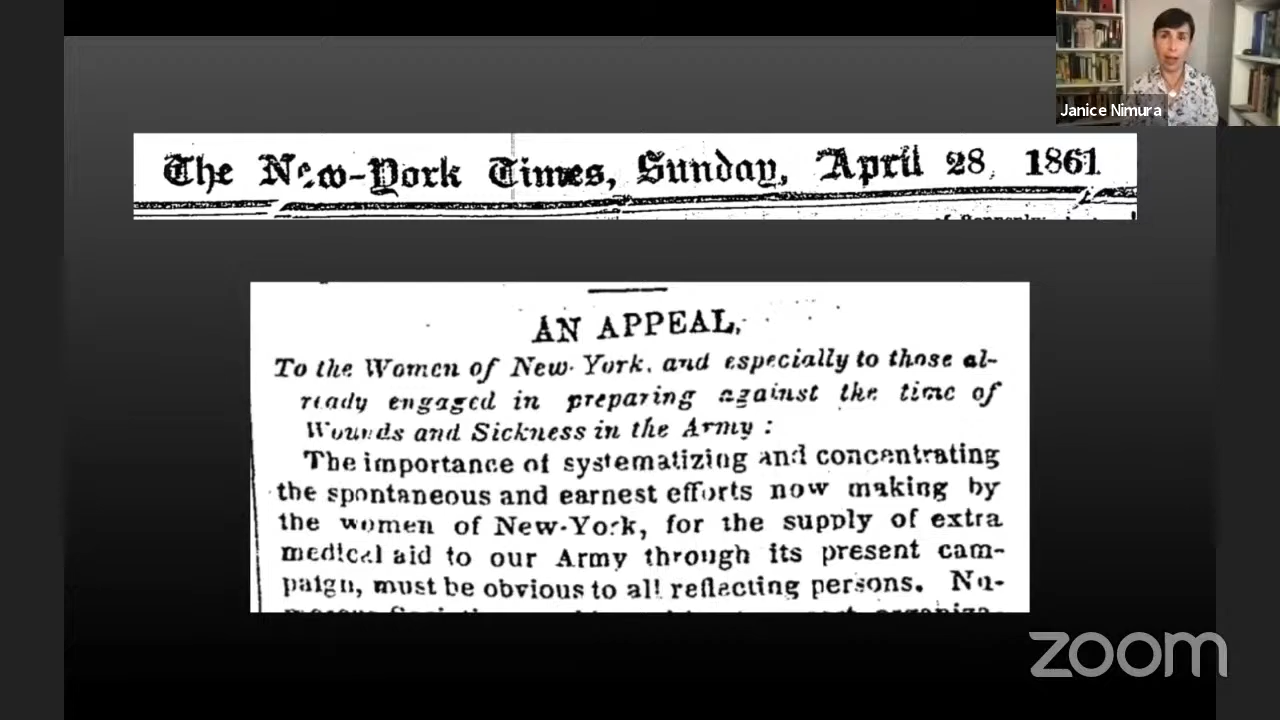 Janice Nimura
The New-York Times, Sunday, April 28, 1861
AN APPEAL,
To the Women of New-York, and especially to those al-
ready engaged in preparing against the time of
Wounds and Sickness in the Army :
The importance of systematizing and concentrating
the spontaneous and earnest efforts now making by
the women of New-York, for the supply of extra
medical aid to our Army through its present cam-
paign, must be obvious to all reflecting persons. Nu-
zoom